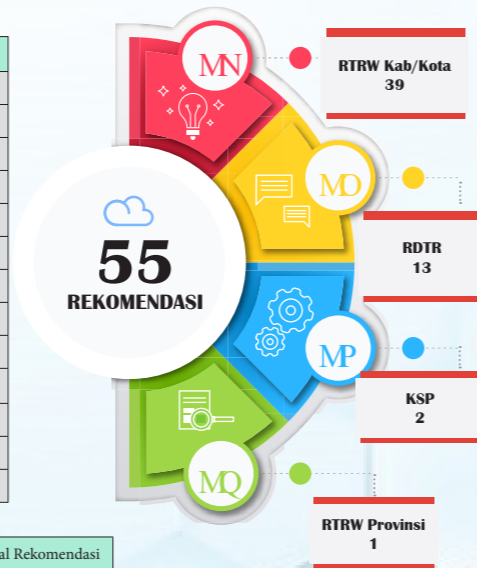 MN
RTRW Kab/Kota
39
MO
RDTR
13
55
REKOMENDASI
MP
KSP
2
MQ
RTRW Provinsi
1
al Rekomendasi